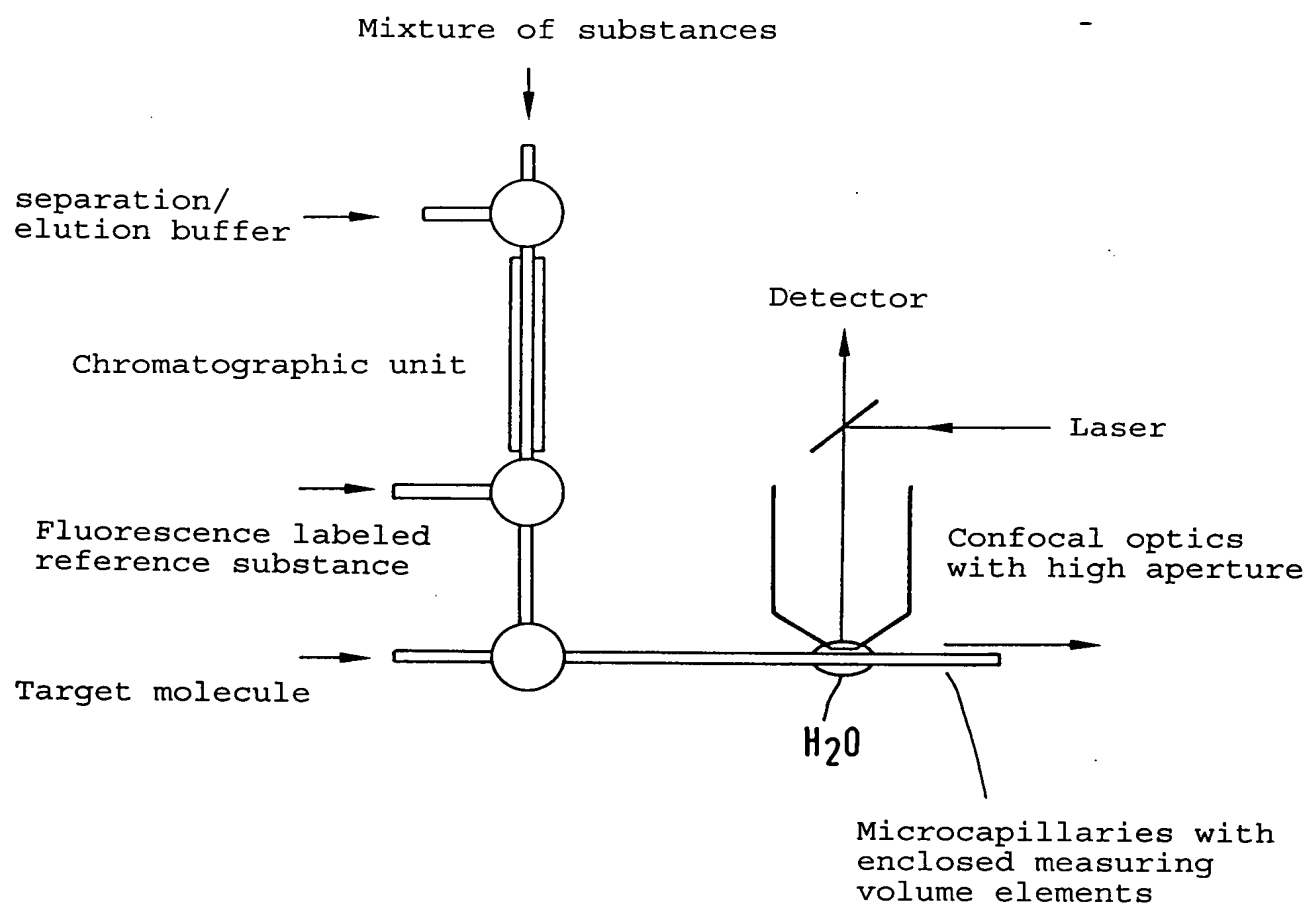 Mixture of substances
separation/
elution buffer
Detector
Chromatographic unit
Laser
Fluorescence labeled
reference substance
Confocal optics
with high aperture
Target molecule
H₂O
Microcapillaries with
enclosed measuring
volume elements